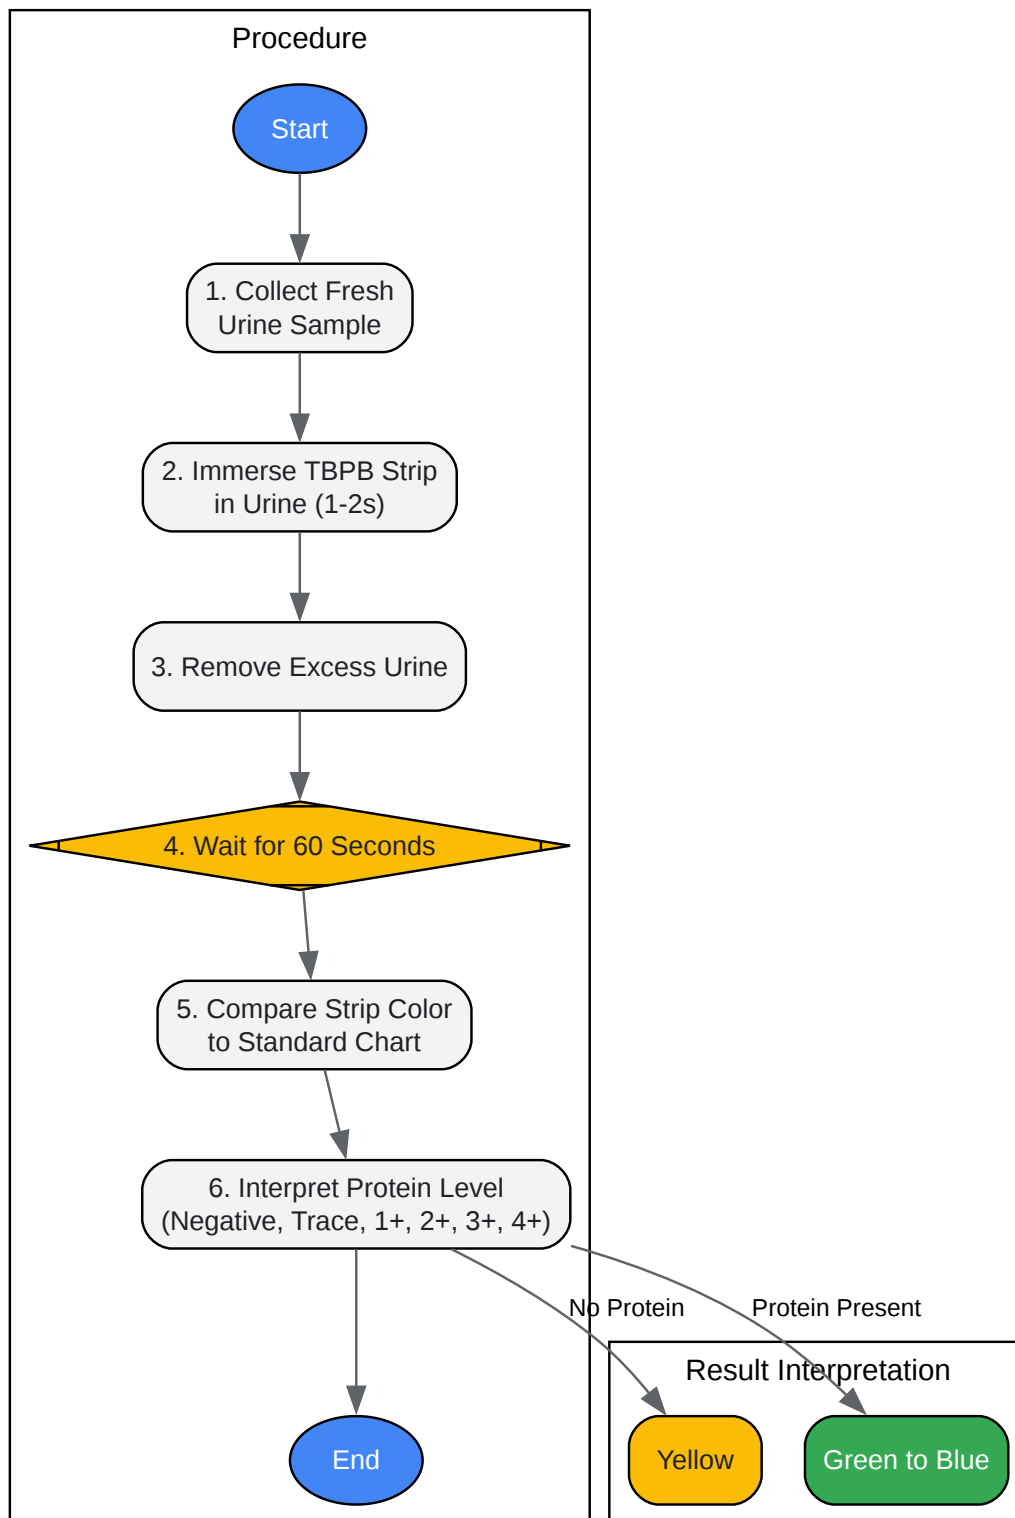 Procedure
Start
1. Collect Fresh
Urine Sample
2. Immerse TBPB Strip
in Urine (1-2s)
3. Remove Excess Urine
4. Wait for 60 Seconds
5. Compare Strip Color
to Standard Chart
6. Interpret Protein Level
(Negative, Trace, 1+, 2+, 3+, 4+)
No Protein
Protein Present
Result Interpretation
End
Yellow
Green to Blue